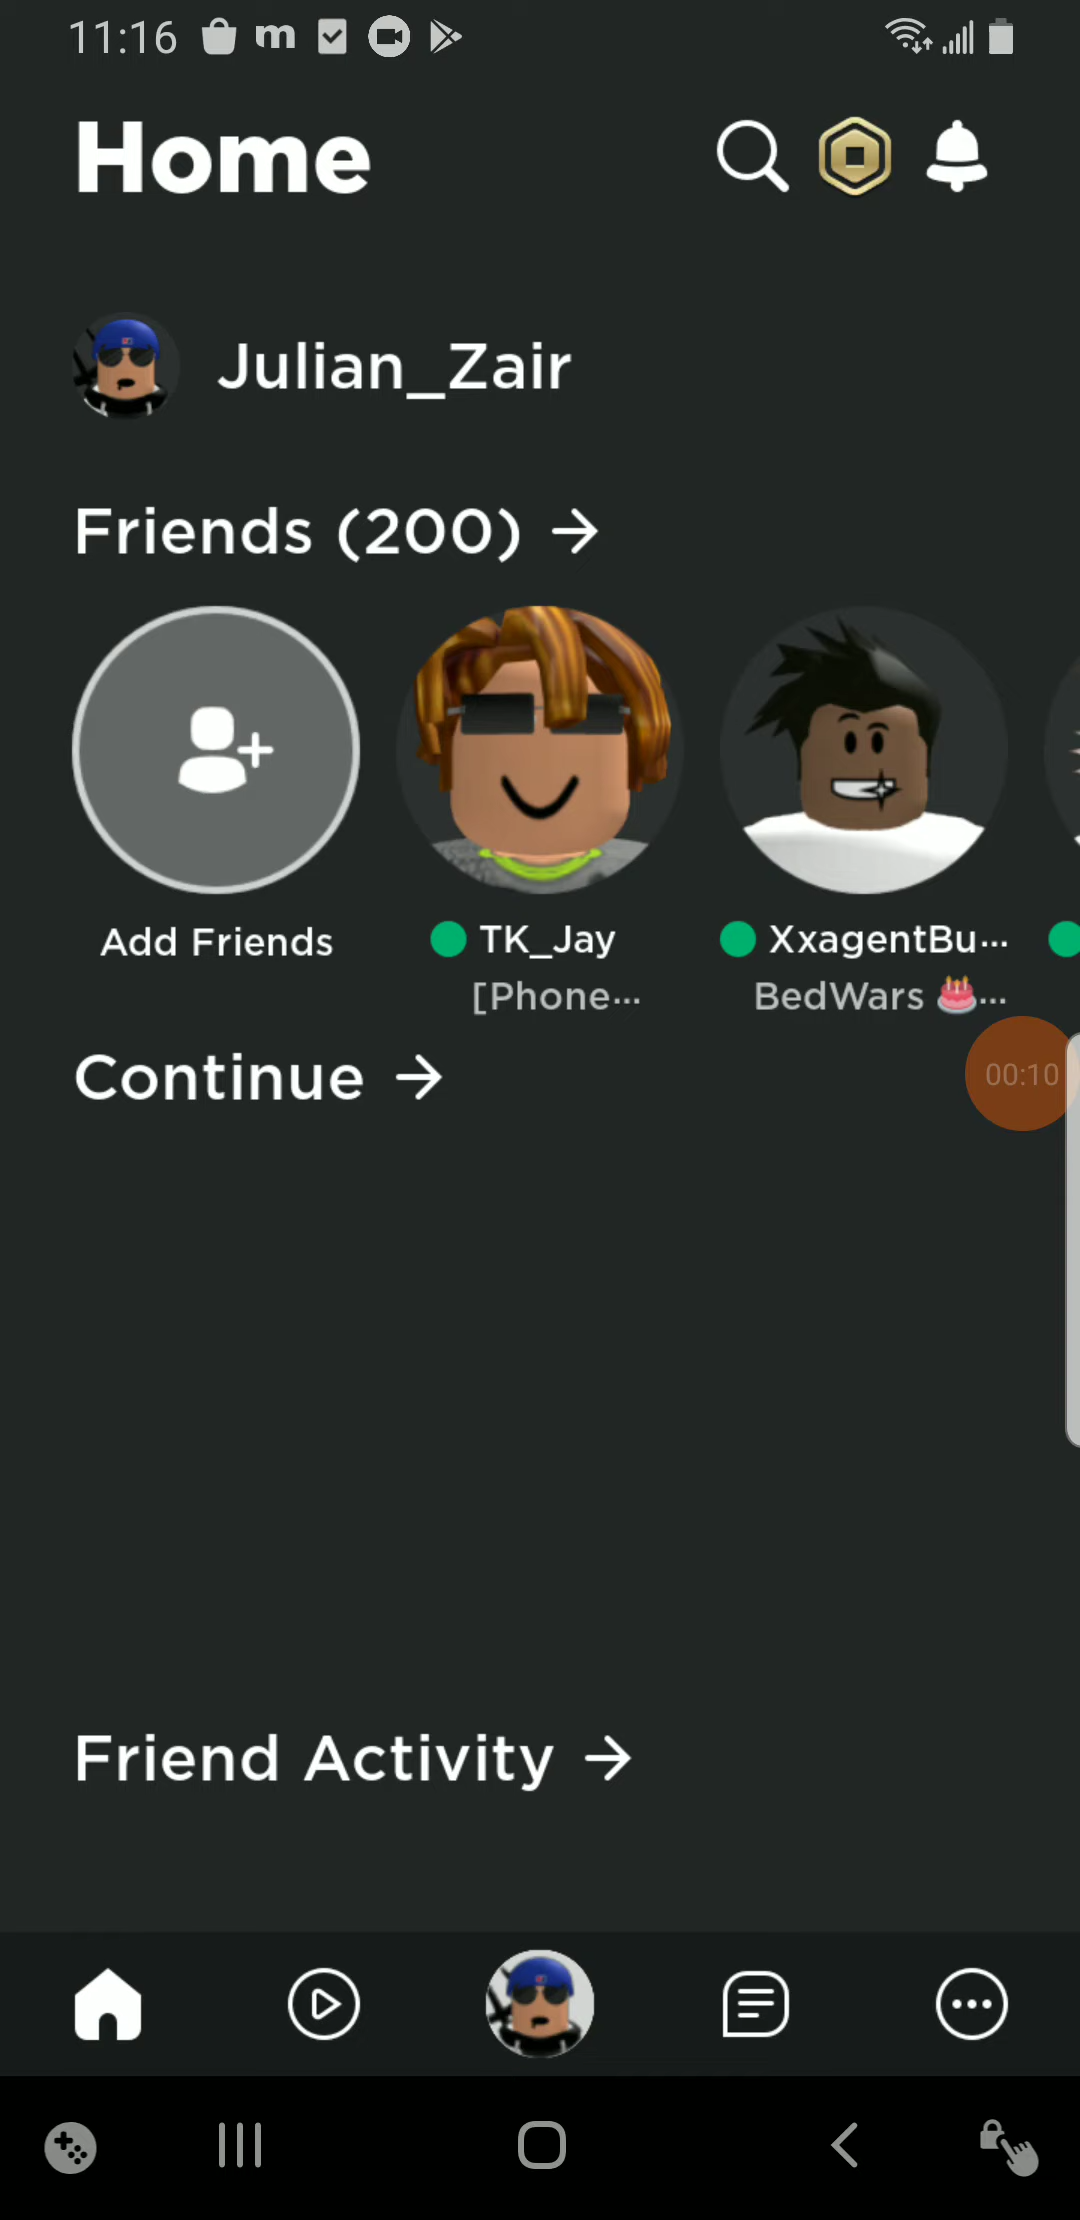 11:16
Home
Julian_Zair
Friends (200) →
Add Friends
TK_Jay
XxagentBu...
[Phone...
BedWars 🎂...
Continue →
00:10
Friend Activity →